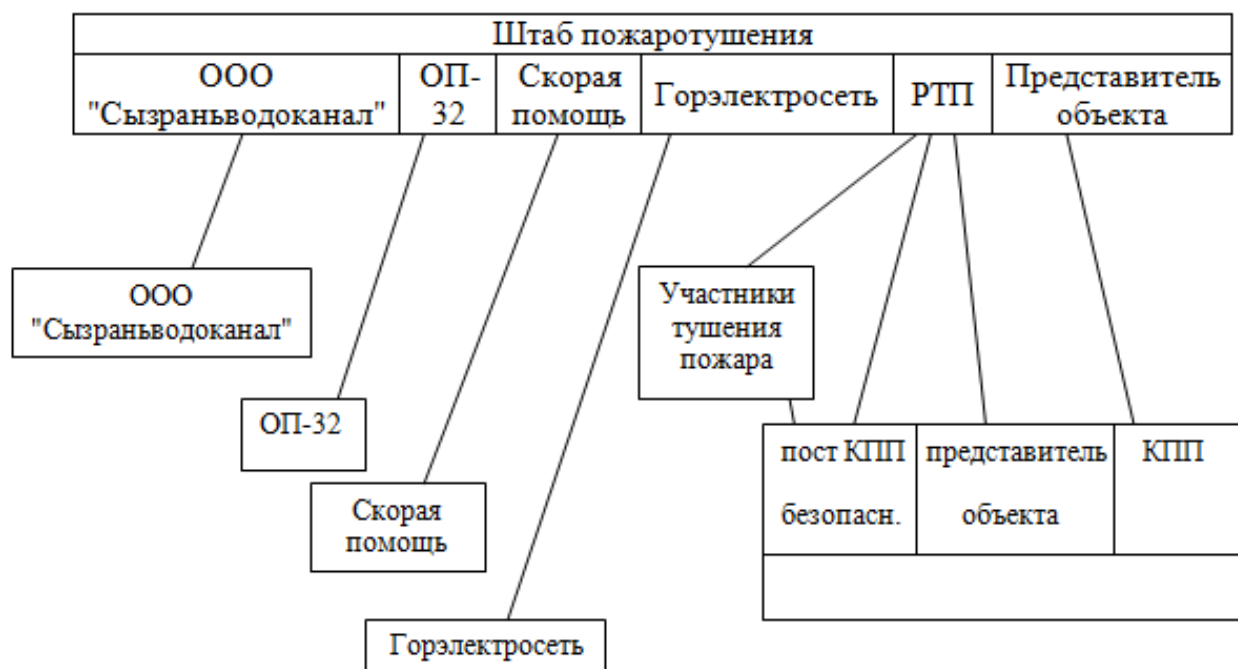 Штаб пожаротушения
ООО
"Сызраньводоканал"
ОП-
32
Скорая
помощь
Горэлектросеть
РТП
Представитель
объекта
ООО
"Сызраньводоканал"
Участники
тушения
пожара
ОП-32
пост КПП
безопасн.
представитель
объекта
КПП
Скорая
помощь
Горэлектросеть